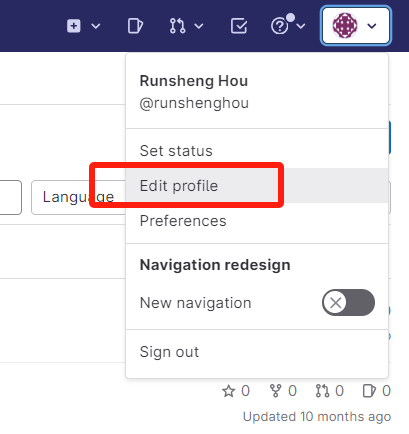 Runsheng Hou
@runshenghou
Set status
Language
Edit profile
Preferences
Navigation redesign
New navigation
Sign out
0 0 0 0
Updated 10 months ago